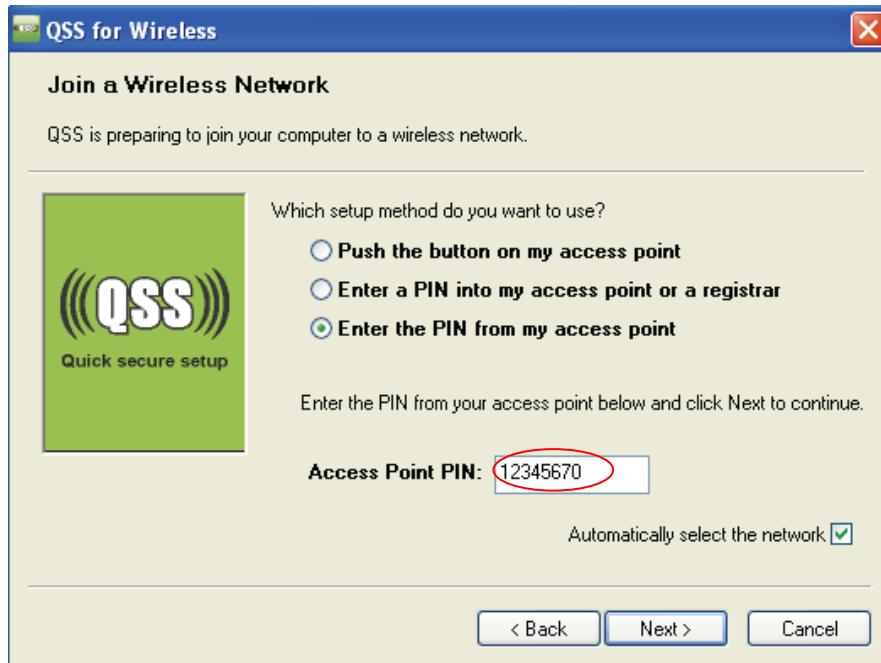 QSS for Wireless
Join a Wireless Network
QSS is preparing to join your computer to a wireless network.
Which setup method do you want to use?
Push the button on my access point
Enter a PIN into my access point or a registrar
Enter the PIN from my access point
(((QSS)))
Quick secure setup
Enter the PIN from your access point below and click Next to continue.
Access Point PIN: 12345670
Automatically select the network
< Back Next > Cancel